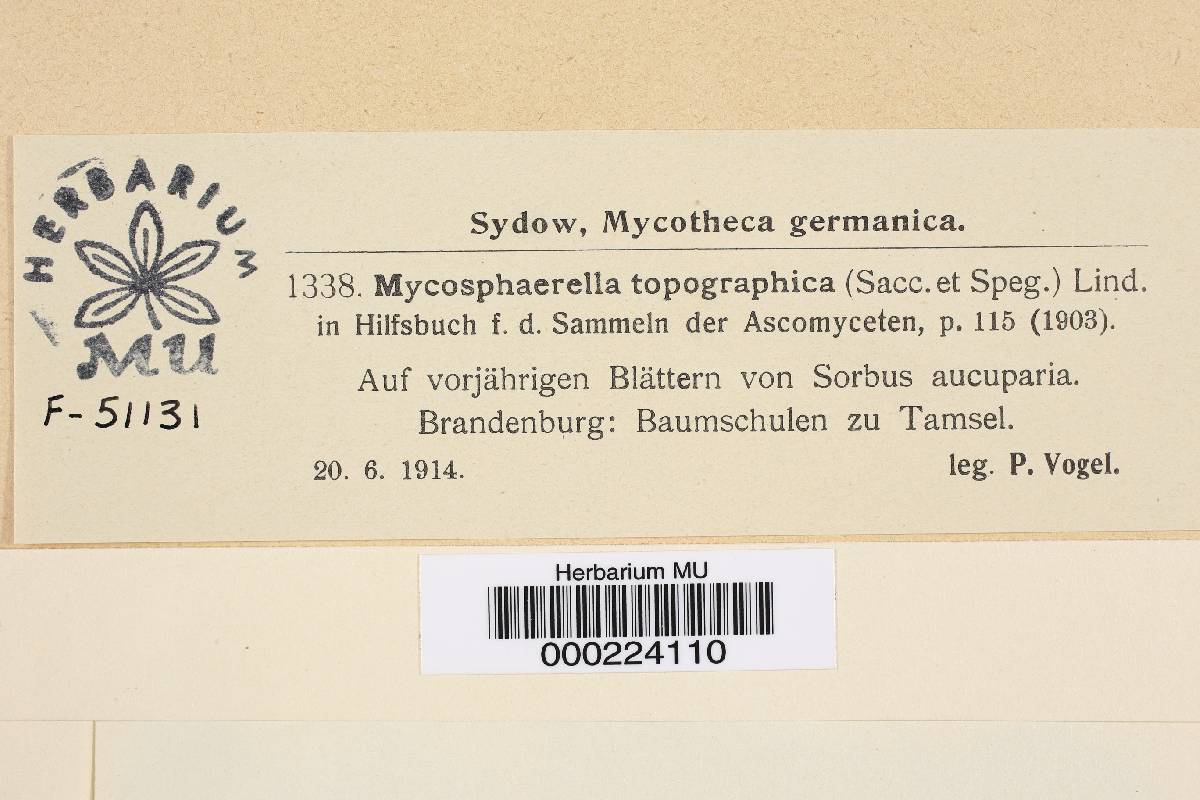 HERBARIUM
MU
F-51131
Sydow, Mycotheca germanica.
1338. Mycosphaerella topographica (Sacc. et Speg.) Lind.
in Hilfsbuch f. d. Sammeln der Ascomyceten, p. 115 (1903).
Auf vorjährigen Blättern von Sorbus aucuparia.
Brandenburg: Baumschulen zu Tamsel.
20. 6. 1914. leg. P. Vogel.
Herbarium MU
000224110